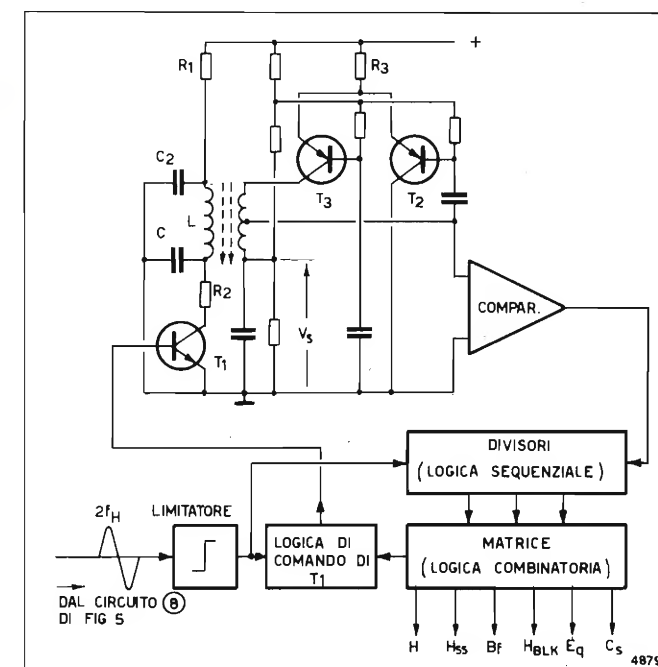 +
R1
R3
C2
T3
T2
L
C
R2
COMPAR.
Vs
T1
DIVISORI
(LOGICA SEQUENZIALE)
2fH
LIMITATORE
LOGICA DI
COMANDO DI
T1
MATRICE
(LOGICA COMBINATORIA)
DAL CIRCUITO 8
DI FIG 5
H HSS Bf HBLK Eq Cs
4879